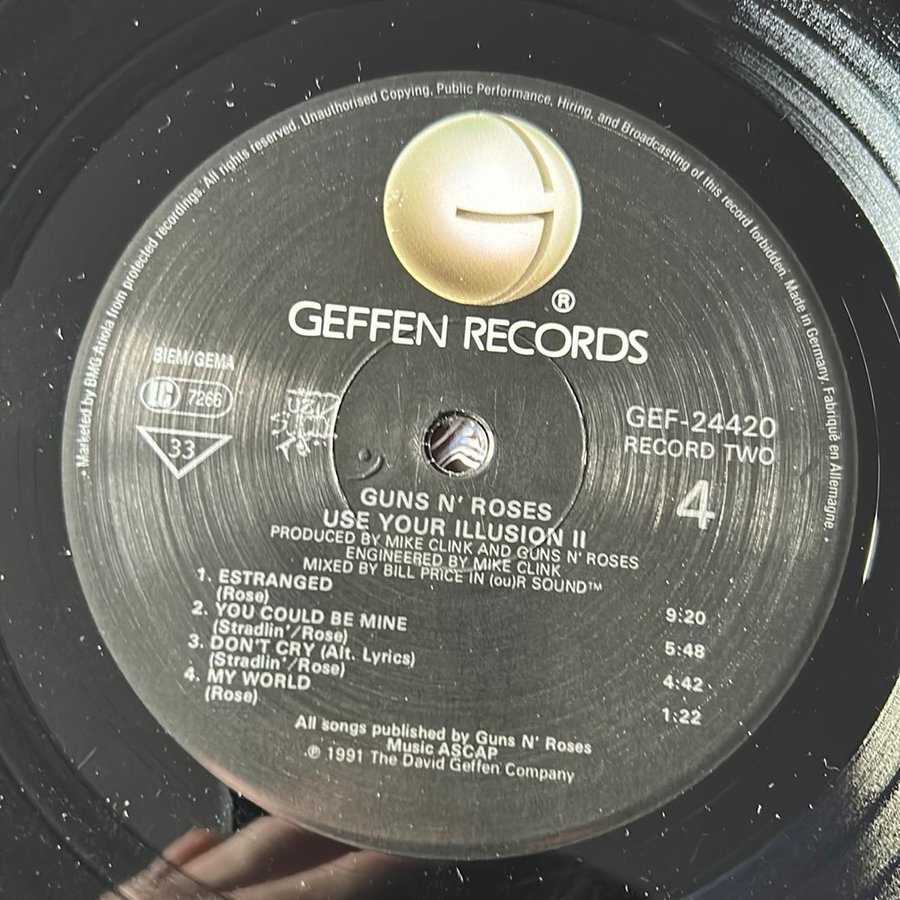 • Marketed by BMG Ariola from protected recordings. All rights reserved. Unauthorised Copying, Public Performance, Hiring, and Broadcasting of this record forbidden. Made in Germany. Fabriqué en Allemagne. •
®
GEFFEN RECORDS
BIEM/GEMA
LC 7266
33
GEF-24420
RECORD TWO
4
GUNS N' ROSES
USE YOUR ILLUSION II
PRODUCED BY MIKE CLINK AND GUNS N' ROSES
ENGINEERED BY MIKE CLINK
MIXED BY BILL PRICE IN (ou)R SOUND™
1. ESTRANGED 9:20
(Rose)
2. YOU COULD BE MINE 5:48
(Stradlin'/Rose)
3. DON'T CRY (Alt. Lyrics) 4:42
(Stradlin'/Rose)
4. MY WORLD 1:22
(Rose)
All songs published by Guns N' Roses
Music ASCAP
℗ 1991 The David Geffen Company